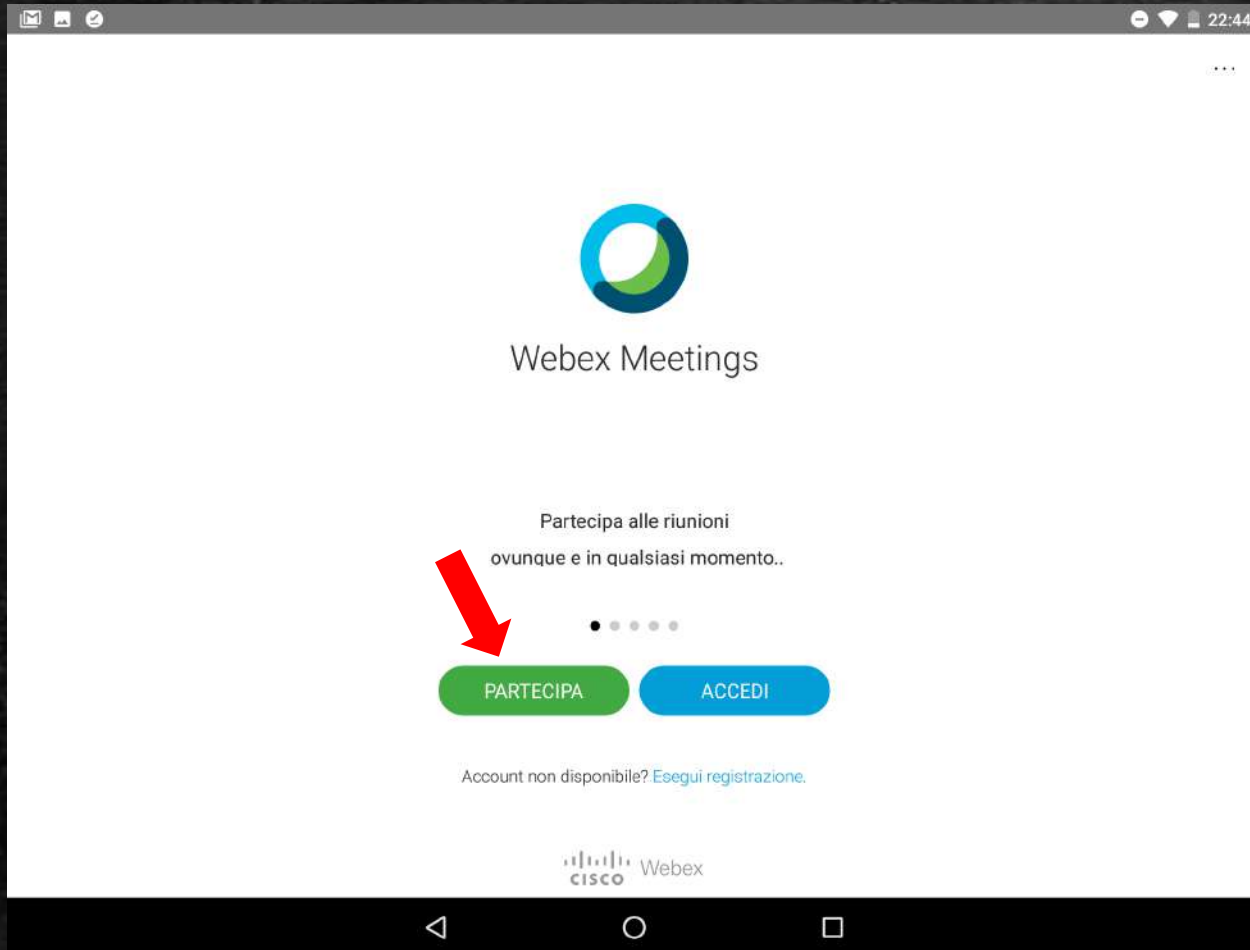 22:44
...
Webex Meetings
Partecipa alle riunioni
ovunque e in qualsiasi momento..
PARTECIPA
ACCEDI
Account non disponibile? Esegui registrazione.
CISCO Webex